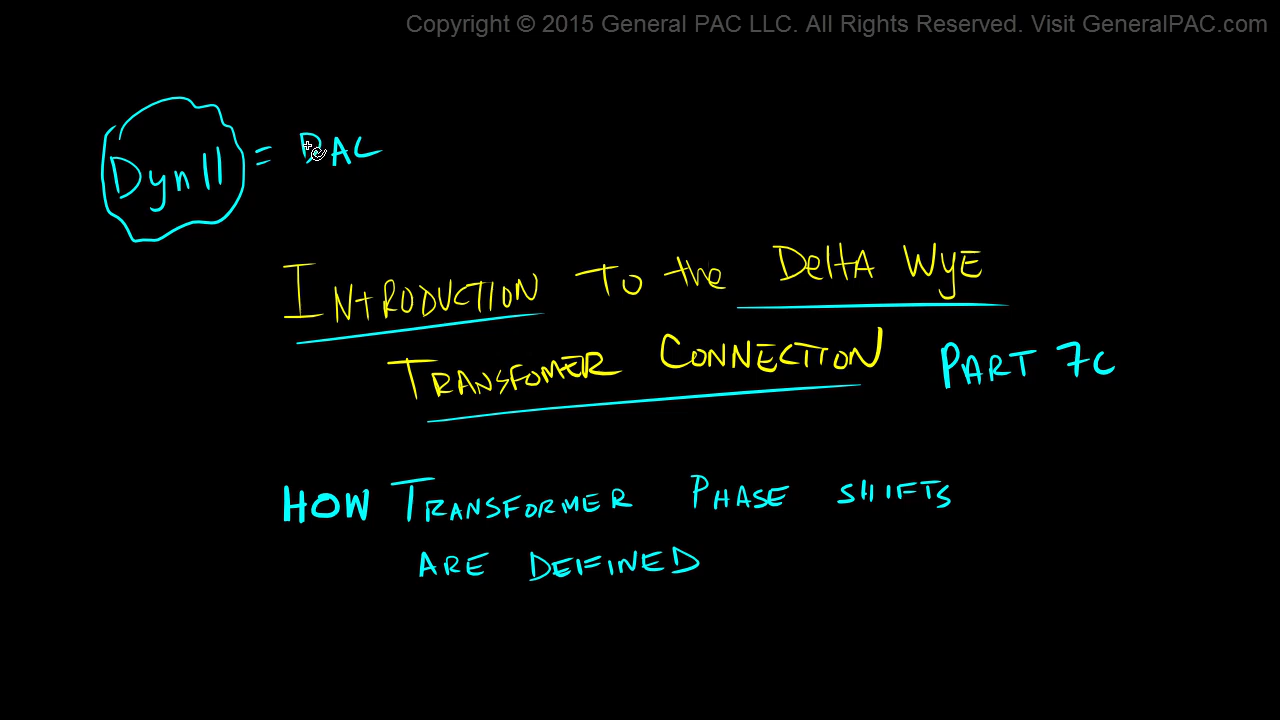 Copyright © 2015 General PAC LLC. All Rights Reserved. Visit GeneralPAC.com
Dyn11 = DAC
INTRODUCTION TO the DeltA WyE
TRANSFOMER CONNECTION PART 7C
HOW TRANSFORMER PHASE SHIFTS
ARE DEFINED